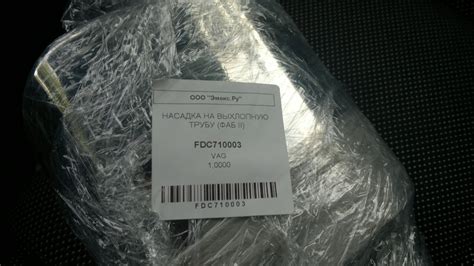 ООО "Эмекс.Ру"
НАСАДКА НА ВЫХЛОПНУЮ
ТРУБУ (ФАБ II)
FDC710003
VAG
1.0000
FDC710003